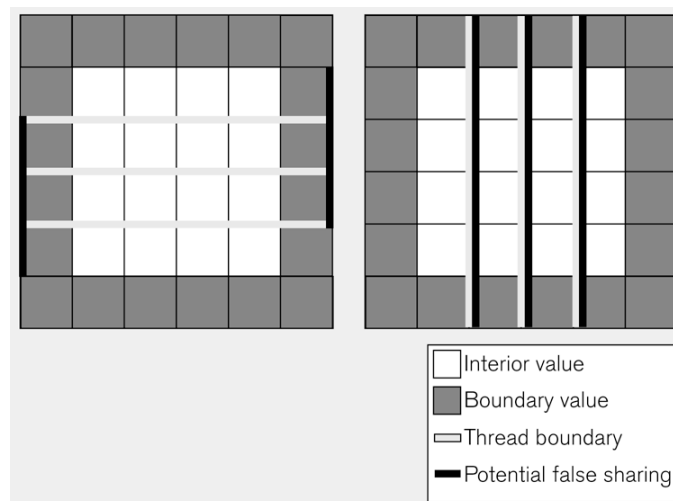 Interior value
Boundary value
Thread boundary
Potential false sharing